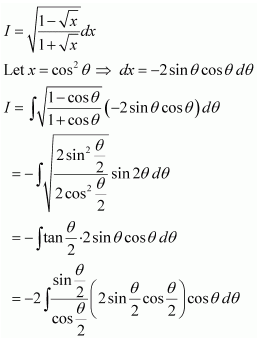 I = √((1−√x)/(1+√x)) dx
Let x = cos² θ ⇒ dx = −2 sin θ cos θ dθ
I = ∫ √((1−cos θ)/(1+cos θ)) (−2 sin θ cos θ) dθ
= −∫ √((2 sin² θ/2)/(2 cos² θ/2)) sin 2θ dθ
= −∫ tan θ/2 · 2 sin θ cos θ dθ
= −2 ∫ (sin θ/2)/(cos θ/2) (2 sin θ/2 cos θ/2) cos θ dθ